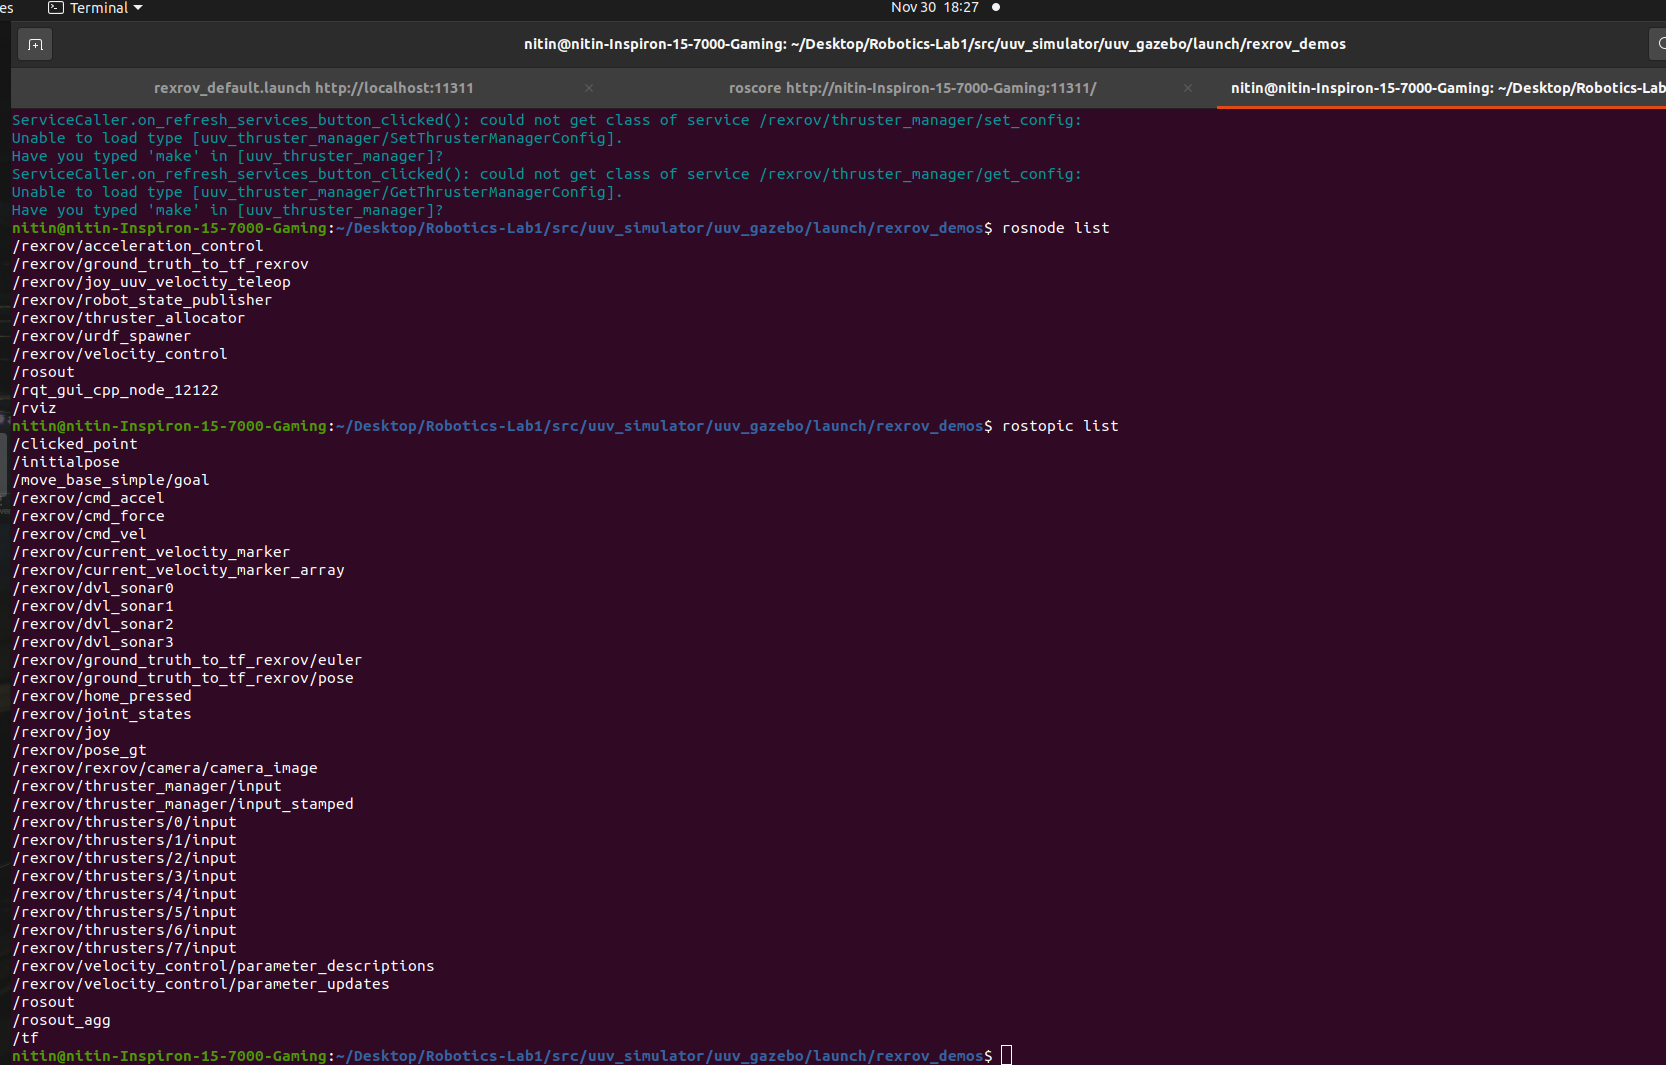 es Terminal Nov 30 18:27
nitin@nitin-Inspiron-15-7000-Gaming: ~/Desktop/Robotics-Lab1/src/uuv_simulator/uuv_gazebo/launch/rexrov_demos
rexrov_default.launch http://localhost:11311 × roscore http://nitin-Inspiron-15-7000-Gaming:11311/ × nitin@nitin-Inspiron-15-7000-Gaming: ~/Desktop/Robotics-Lab
ServiceCaller.on_refresh_services_button_clicked(): could not get class of service /rexrov/thruster_manager/set_config:
Unable to load type [uuv_thruster_manager/SetThrusterManagerConfig].
Have you typed 'make' in [uuv_thruster_manager]?
ServiceCaller.on_refresh_services_button_clicked(): could not get class of service /rexrov/thruster_manager/get_config:
Unable to load type [uuv_thruster_manager/GetThrusterManagerConfig].
Have you typed 'make' in [uuv_thruster_manager]?
nitin@nitin-Inspiron-15-7000-Gaming:~/Desktop/Robotics-Lab1/src/uuv_simulator/uuv_gazebo/launch/rexrov_demos$ rosnode list
/rexrov/acceleration_control
/rexrov/ground_truth_to_tf_rexrov
/rexrov/joy_uuv_velocity_teleop
/rexrov/robot_state_publisher
/rexrov/thruster_allocator
/rexrov/urdf_spawner
/rexrov/velocity_control
/rosout
/rqt_gui_cpp_node_12122
/rviz
nitin@nitin-Inspiron-15-7000-Gaming:~/Desktop/Robotics-Lab1/src/uuv_simulator/uuv_gazebo/launch/rexrov_demos$ rostopic list
/clicked_point
/initialpose
/move_base_simple/goal
/rexrov/cmd_accel
/rexrov/cmd_force
/rexrov/cmd_vel
/rexrov/current_velocity_marker
/rexrov/current_velocity_marker_array
/rexrov/dvl_sonar0
/rexrov/dvl_sonar1
/rexrov/dvl_sonar2
/rexrov/dvl_sonar3
/rexrov/ground_truth_to_tf_rexrov/euler
/rexrov/ground_truth_to_tf_rexrov/pose
/rexrov/home_pressed
/rexrov/joint_states
/rexrov/joy
/rexrov/pose_gt
/rexrov/rexrov/camera/camera_image
/rexrov/thruster_manager/input
/rexrov/thruster_manager/input_stamped
/rexrov/thrusters/0/input
/rexrov/thrusters/1/input
/rexrov/thrusters/2/input
/rexrov/thrusters/3/input
/rexrov/thrusters/4/input
/rexrov/thrusters/5/input
/rexrov/thrusters/6/input
/rexrov/thrusters/7/input
/rexrov/velocity_control/parameter_descriptions
/rexrov/velocity_control/parameter_updates
/rosout
/rosout_agg
/tf
nitin@nitin-Inspiron-15-7000-Gaming:~/Desktop/Robotics-Lab1/src/uuv_simulator/uuv_gazebo/launch/rexrov_demos$